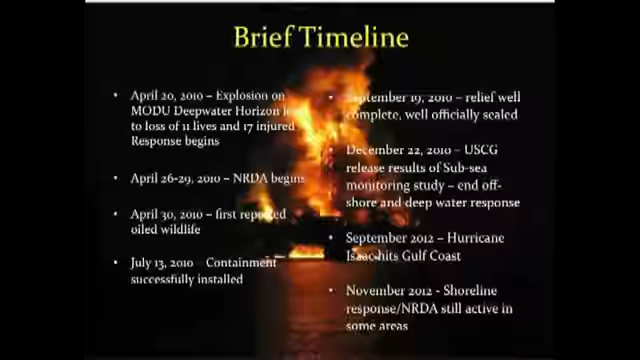 Brief Timeline
• April 20, 2010 – Explosion on
MODU Deepwater Horizon
to loss of 11 lives and 17 injured
Response begins
• April 26-29, 2010 – NRDA begins
• April 30, 2010 – first reported
oiled wildlife
• July 13, 2010 – Containment
successfully installed
• September 19, 2010 – relief well
complete, well officially sealed
• December 22, 2010 – USCG
release results of Sub-sea
monitoring study – end off-
shore and deep water response
• September 2012 – Hurricane
Isaac hits Gulf Coast
• November 2012 - Shoreline
response/NRDA still active in
some areas